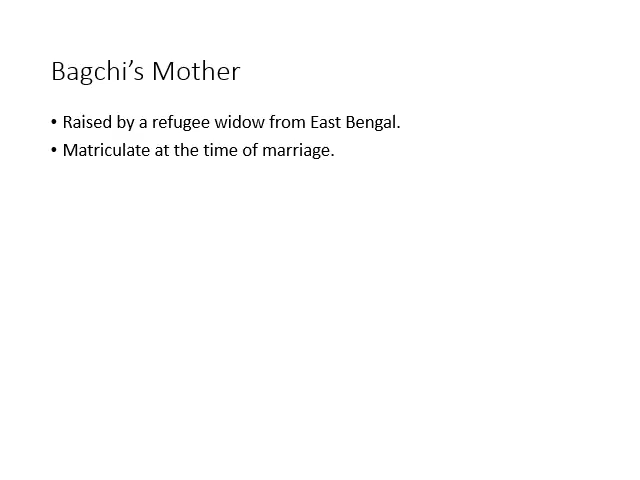 Bagchi’s Mother
• Raised by a refugee widow from East Bengal.
• Matriculate at the time of marriage.